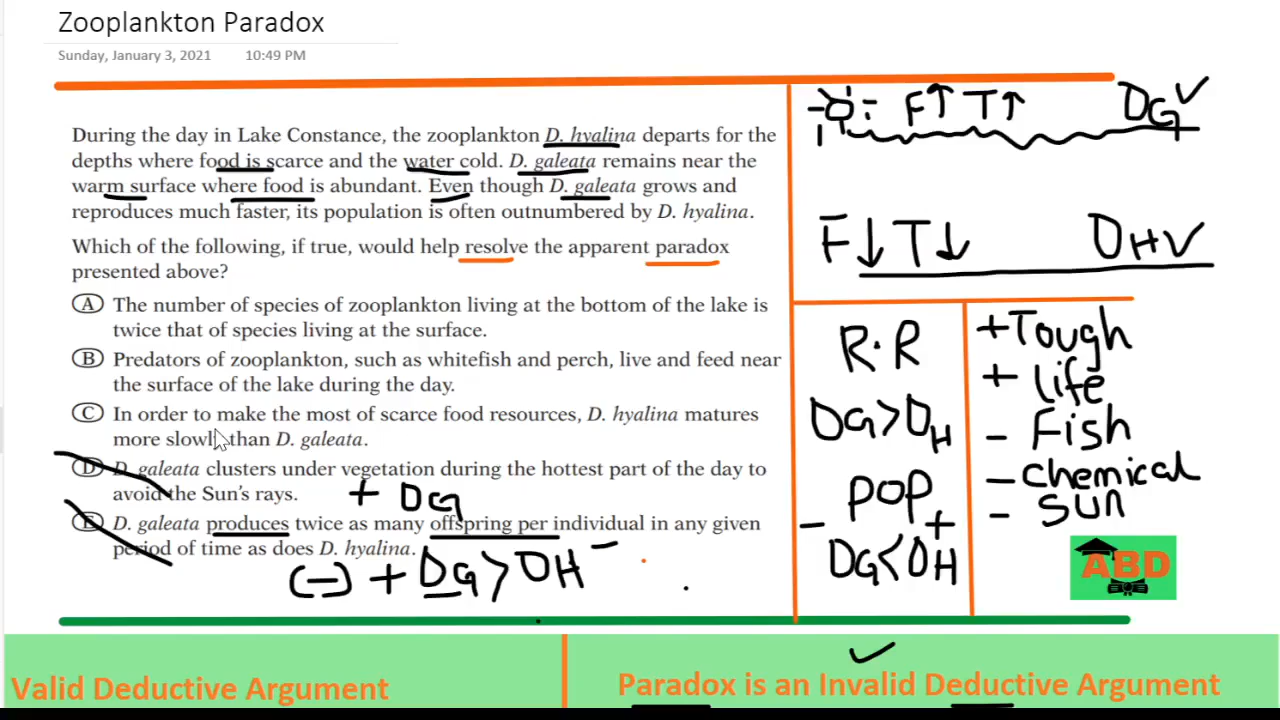 Zooplankton Paradox
Sunday, January 3, 2021 10:49 PM
During the day in Lake Constance, the zooplankton D. hyalina departs for the
depths where food is scarce and the water cold. D. galeata remains near the
warm surface where food is abundant. Even though D. galeata grows and
reproduces much faster, its population is often outnumbered by D. hyalina.
Which of the following, if true, would help resolve the apparent paradox
presented above?
A The number of species of zooplankton living at the bottom of the lake is
twice that of species living at the surface.
B Predators of zooplankton, such as whitefish and perch, live and feed near
the surface of the lake during the day.
C In order to make the most of scarce food resources, D. hyalina matures
more slowly than D. galeata.
D D. galeata clusters under vegetation during the hottest part of the day to
avoid the Sun's rays.
+ DG
E D. galeata produces twice as many offspring per individual in any given
period of time as does D. hyalina.
(-) + DG > DH -
F↑ T↑ DG✓
F↓ T↓ DH✓
R.R
DG > DH
POP
- +
DG < DH
+ Tough
+ life
- Fish
- chemical
- SUN
ABD
Valid Deductive Argument
✓
Paradox is an Invalid Deductive Argument